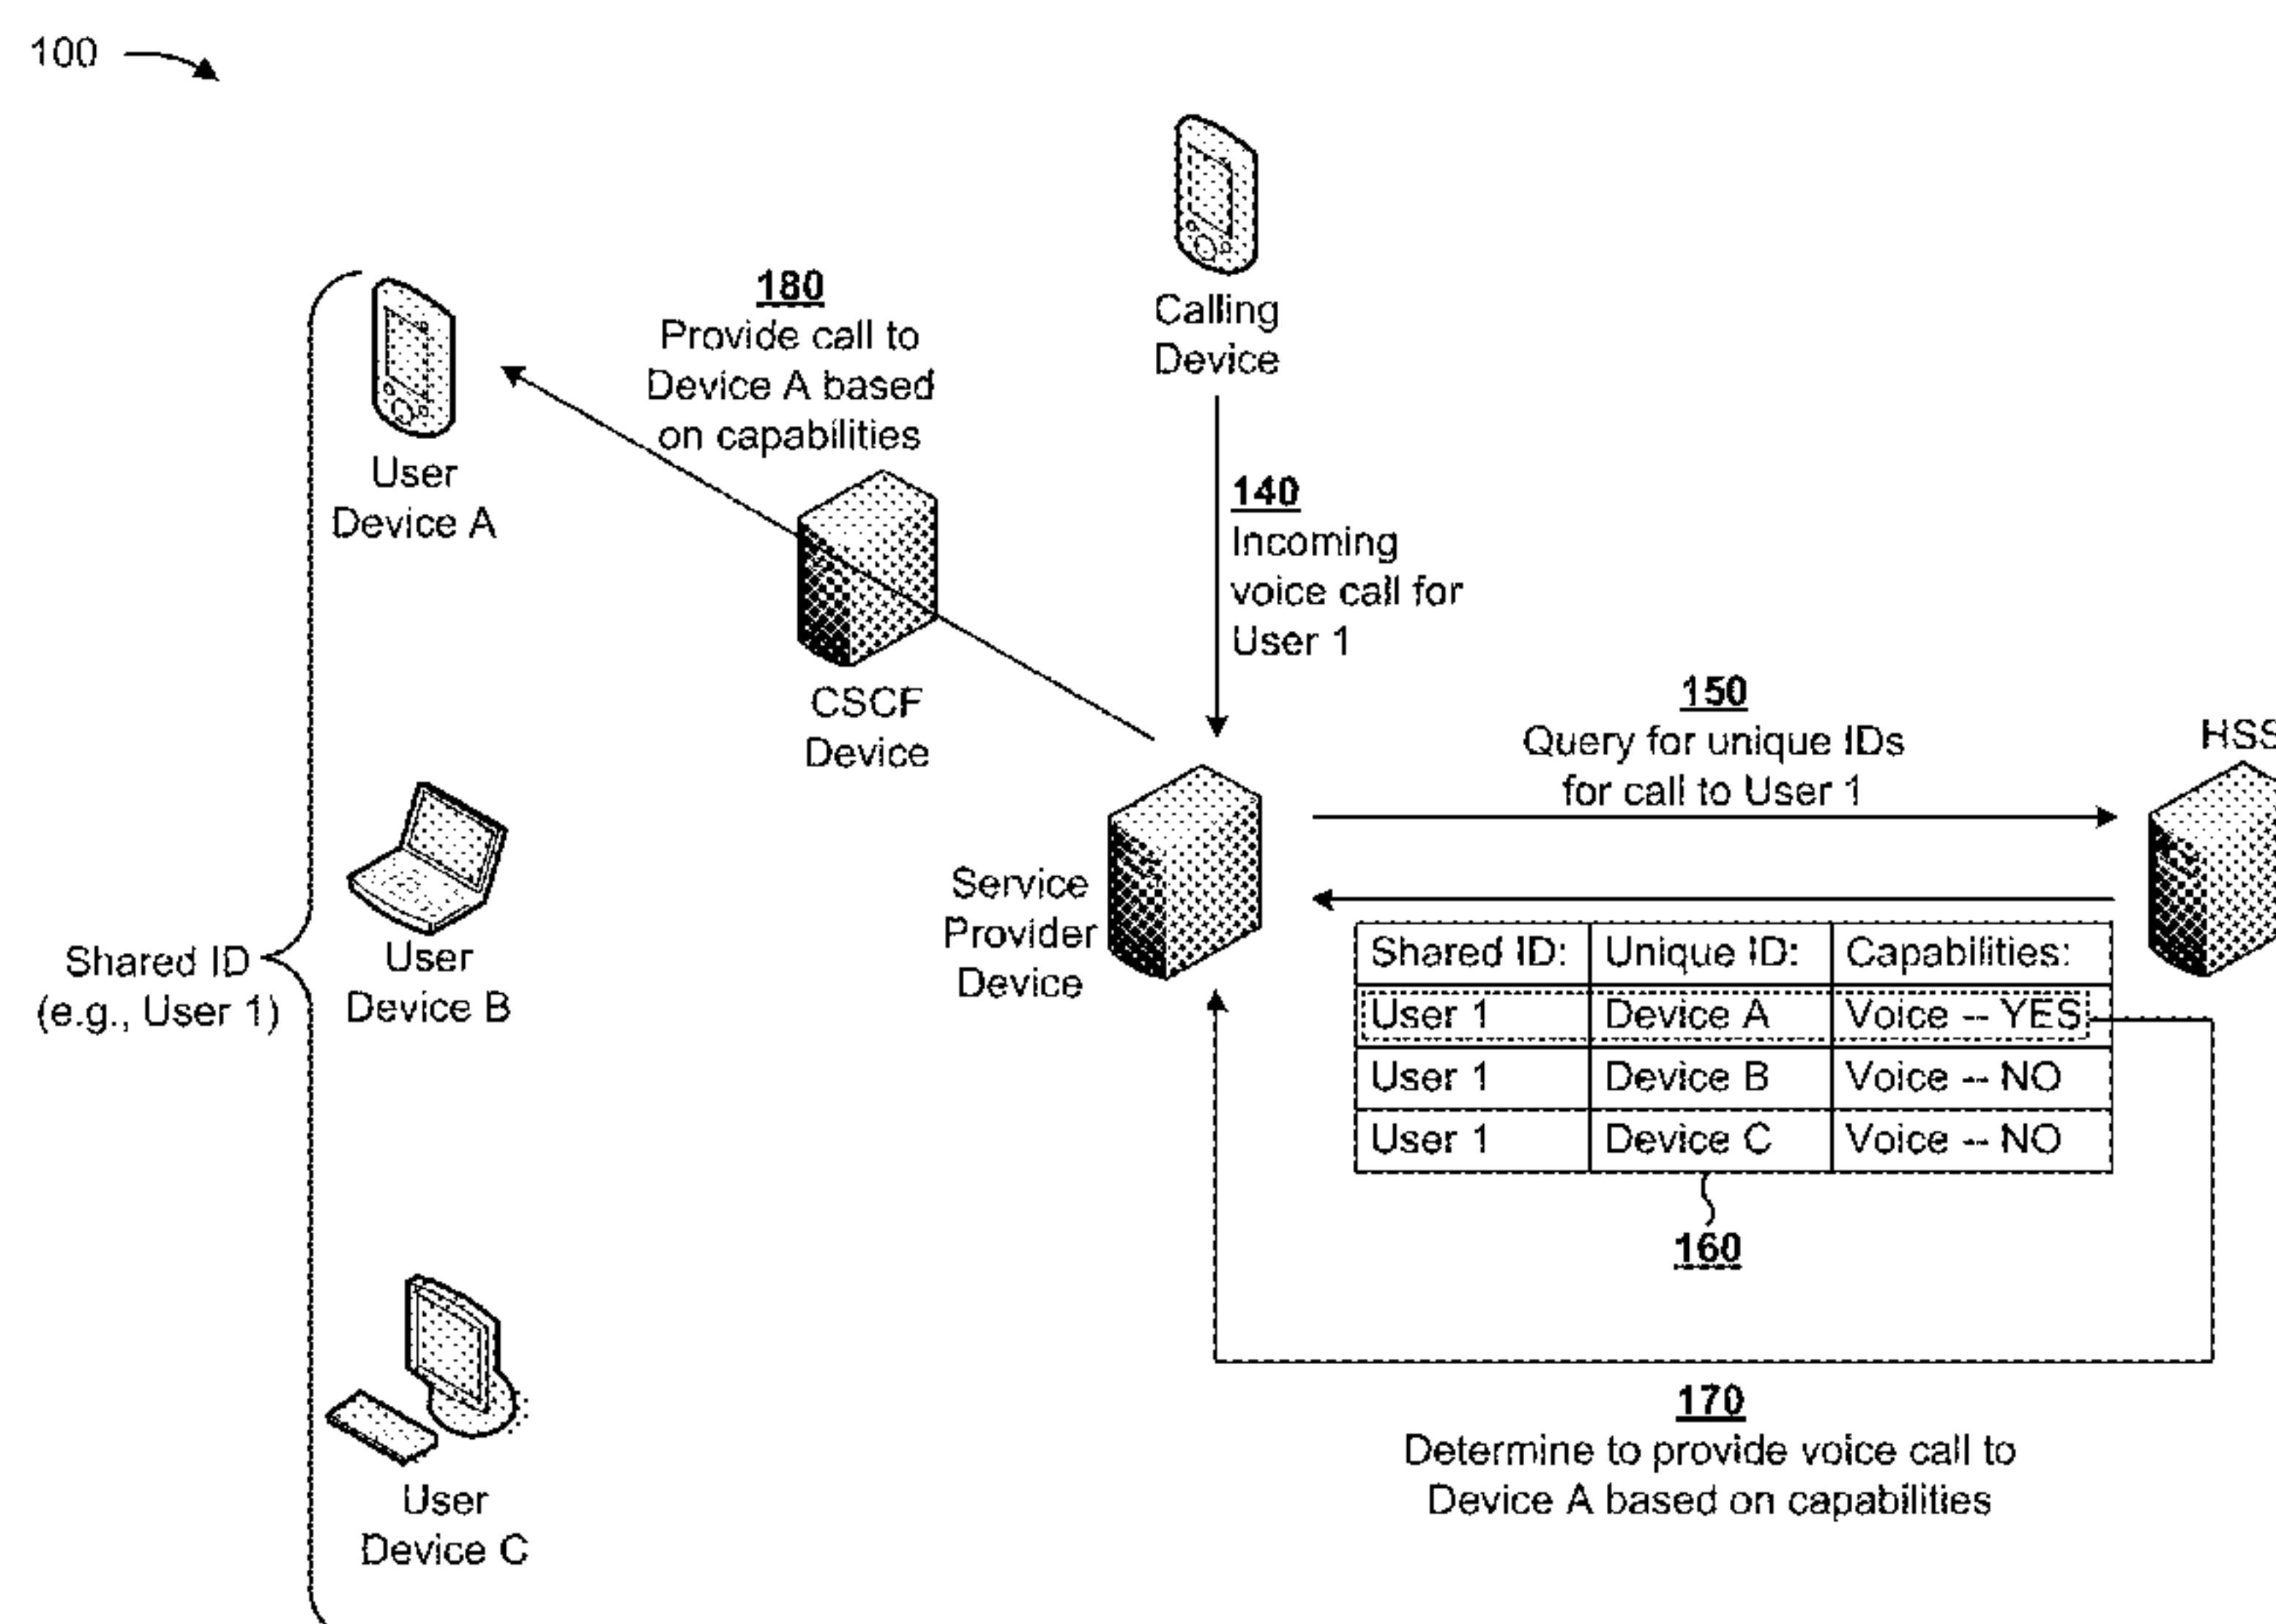 100
180
Provide call to
Device A based
on capabilities
Calling
Device
User
Device A
140
Incoming
voice call for
User 1
CSCF
Device
150
Query for unique IDs
for call to User 1
HSS
Service
Provider
Device
Shared ID
(e.g., User 1)
User
Device B
Shared ID: Unique ID: Capabilities:
User 1 Device A Voice -- YES
User 1 Device B Voice -- NO
User 1 Device C Voice -- NO
160
170
Determine to provide voice call to
Device A based on capabilities
User
Device C